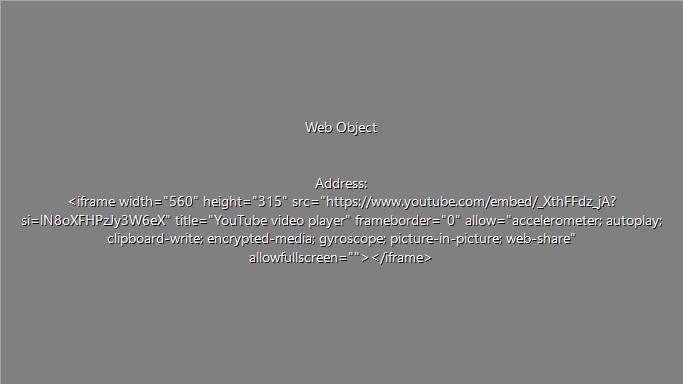 Web Object
Address:
<iframe width="560" height="315" src="https://www.youtube.com/embed/_XthFFdz_jA?
si=IN8oXFHPzJy3W6eX" title="YouTube video player" frameborder="0" allow="accelerometer; autoplay;
clipboard-write; encrypted-media; gyroscope; picture-in-picture; web-share"
allowfullscreen=""></iframe>